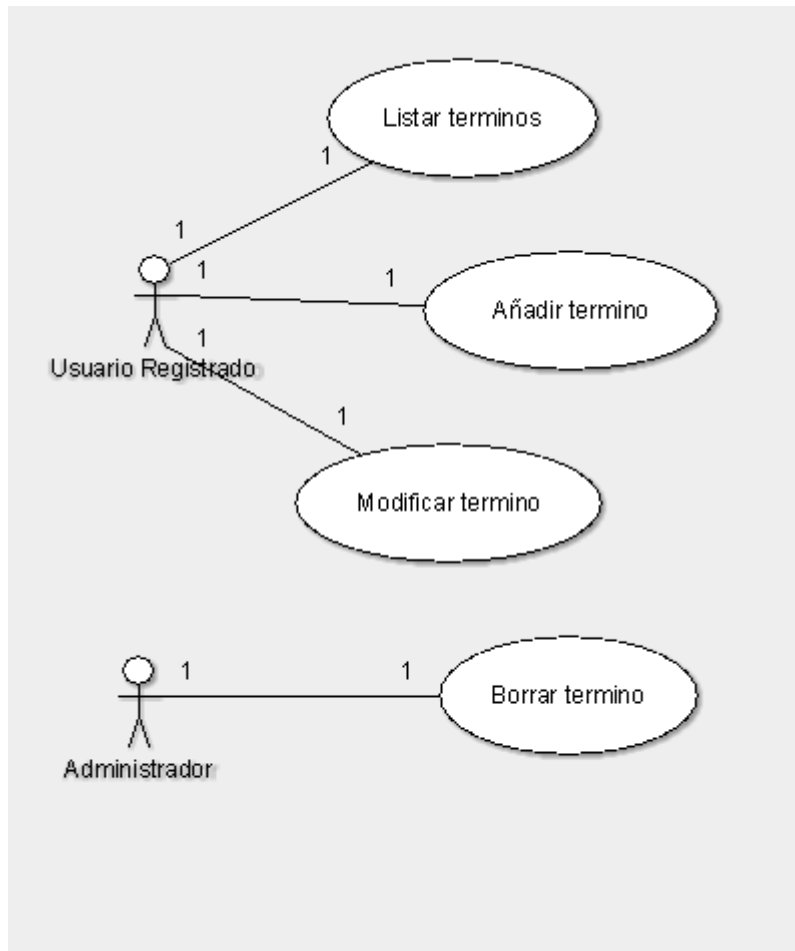 Listar terminos
1
1
1
1
Añadir termino
1
Usuario Registrado
1
Modificar termino
1
1
Borrar termino
Administrador